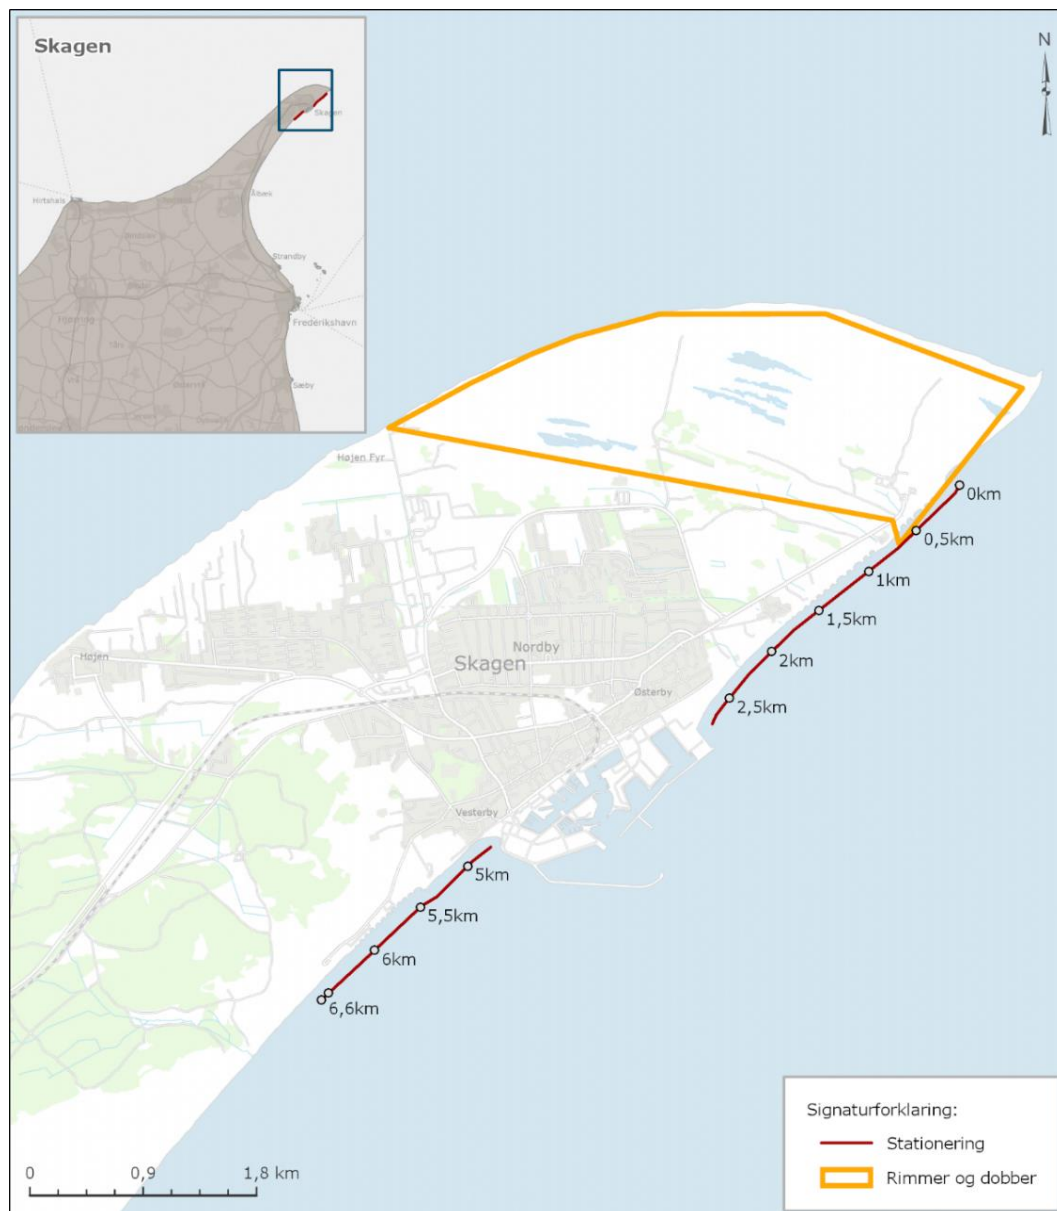 Skagen
N
Skagen
Hirtshals
Ålbæk
Strandby
Frederikshavn
Sæby
Højen Fyr
0km
0,5km
1km
1,5km
2km
2,5km
Nordby
Skagen
Højen
Østerby
Vesterby
5km
5,5km
6km
6,6km
Signaturforklaring:
Stationering
Rimmer og dobber
0 0,9 1,8 km